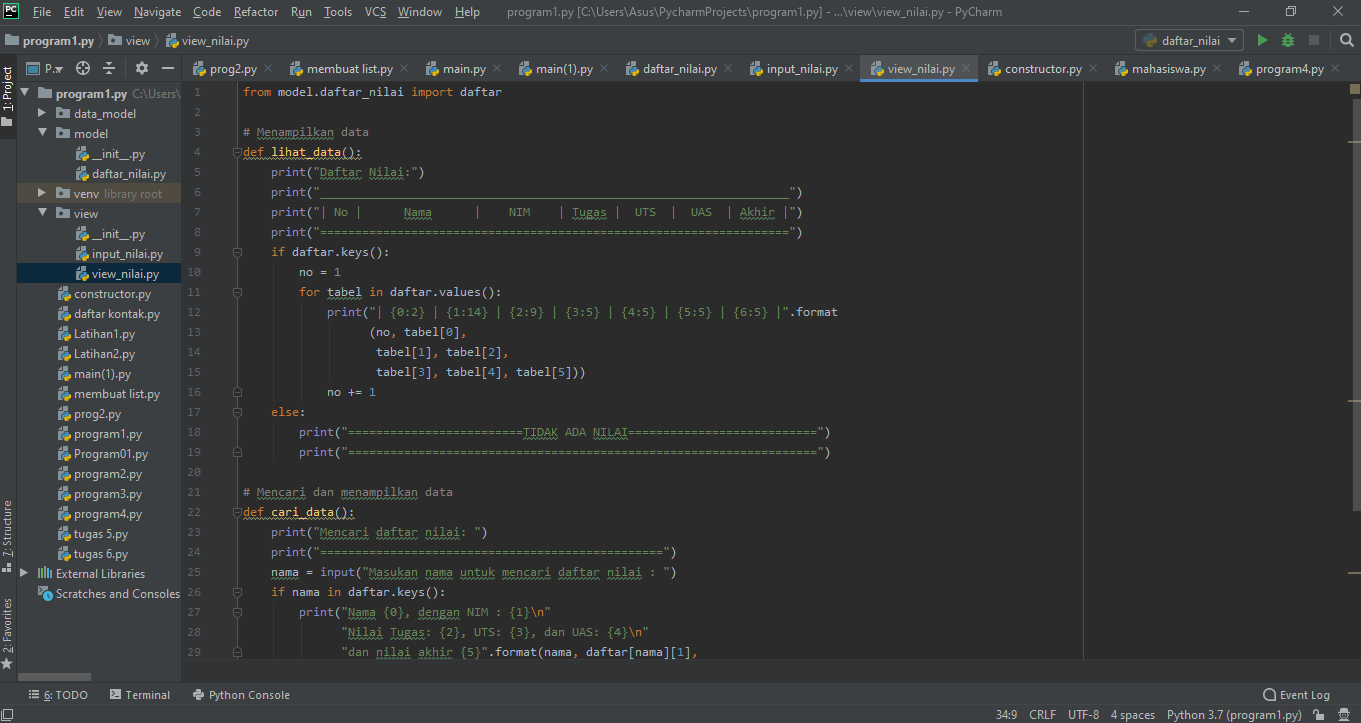 PC File Edit View Navigate Code Refactor Run Tools VCS Window Help program1.py [C:\Users\Asus\PycharmProjects\program1.py] - ...\view\view_nilai.py - PyCharm
program1.py view view_nilai.py daftar_nilai
1: Project
P..
prog2.py membuat list.py main.py main(1).py daftar_nilai.py input_nilai.py view_nilai.py constructor.py mahasiswa.py program4.py
program1.py C:\Users\
data_model
model
__init__.py
daftar_nilai.py
venv library root
view
__init__.py
input_nilai.py
view_nilai.py
constructor.py
daftar kontak.py
Latihan1.py
Latihan2.py
main(1).py
membuat list.py
prog2.py
program1.py
Program01.py
program2.py
program3.py
program4.py
tugas 5.py
tugas 6.py
External Libraries
Scratches and Consoles
7: Structure
2: Favorites
1 from model.daftar_nilai import daftar
2
3 # Menampilkan data
4 def lihat_data():
5     print("Daftar Nilai:")
6     print("___________________________________________________________________")
7     print("| No |      Nama      |    NIM    | Tugas |  UTS  |  UAS  | Akhir |")
8     print("===================================================================")
9     if daftar.keys():
10         no = 1
11         for tabel in daftar.values():
12             print("| {0:2} | {1:14} | {2:9} | {3:5} | {4:5} | {5:5} | {6:5} |".format
13                   (no, tabel[0],
14                    tabel[1], tabel[2],
15                    tabel[3], tabel[4], tabel[5]))
16             no += 1
17     else:
18         print("=========================TIDAK ADA NILAI===========================")
19         print("===================================================================")
20
21 # Mencari dan menampilkan data
22 def cari_data():
23     print("Mencari daftar nilai: ")
24     print("=================================================")
25     nama = input("Masukan nama untuk mencari daftar nilai : ")
26     if nama in daftar.keys():
27         print("Nama {0}, dengan NIM : {1}\n"
28               "Nilai Tugas: {2}, UTS: {3}, dan UAS: {4}\n"
29               "dan nilai akhir {5}".format(nama, daftar[nama][1],
6: TODO Terminal Python Console Event Log
34:9 CRLF UTF-8 4 spaces Python 3.7 (program1.py)